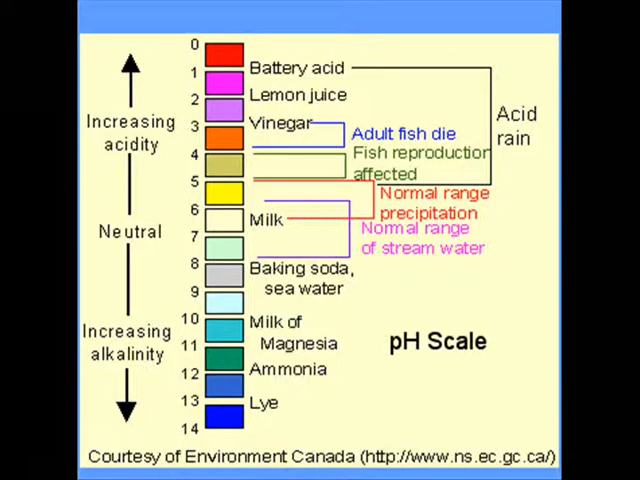 0
1
Battery acid
2
Lemon juice
Acid
rain
Increasing
acidity
3
Vinegar
Adult fish die
4
Fish reproduction
affected
5
Normal range
precipitation
6
Milk
Normal range
of stream water
Neutral
7
8
Baking soda,
sea water
9
10
Milk of
Magnesia
Increasing
alkalinity
11
pH Scale
Ammonia
12
13
Lye
14
Courtesy of Environment Canada (http://www.ns.ec.gc.ca/)